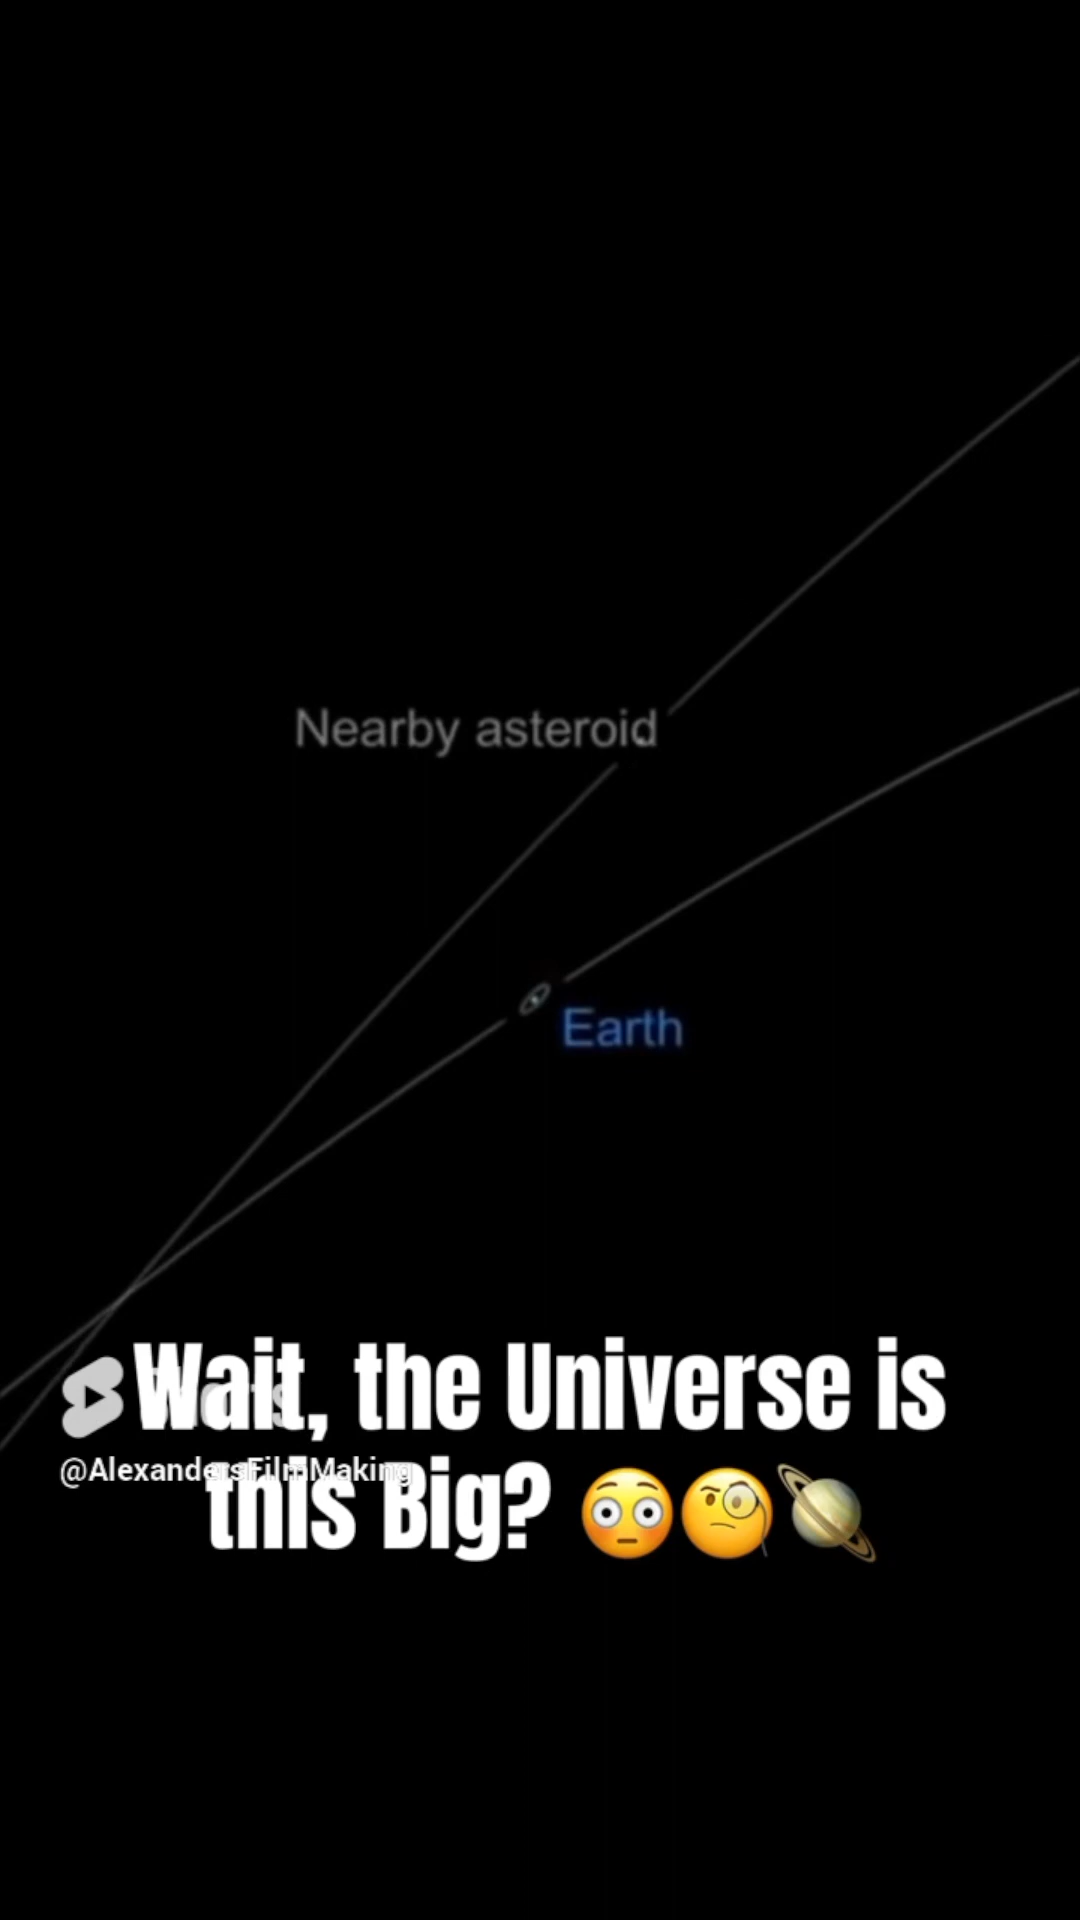 Nearby asteroid
Earth
Wait, the Universe is
@AlexandersFilmMaking
this Big? 😳🧐🪐